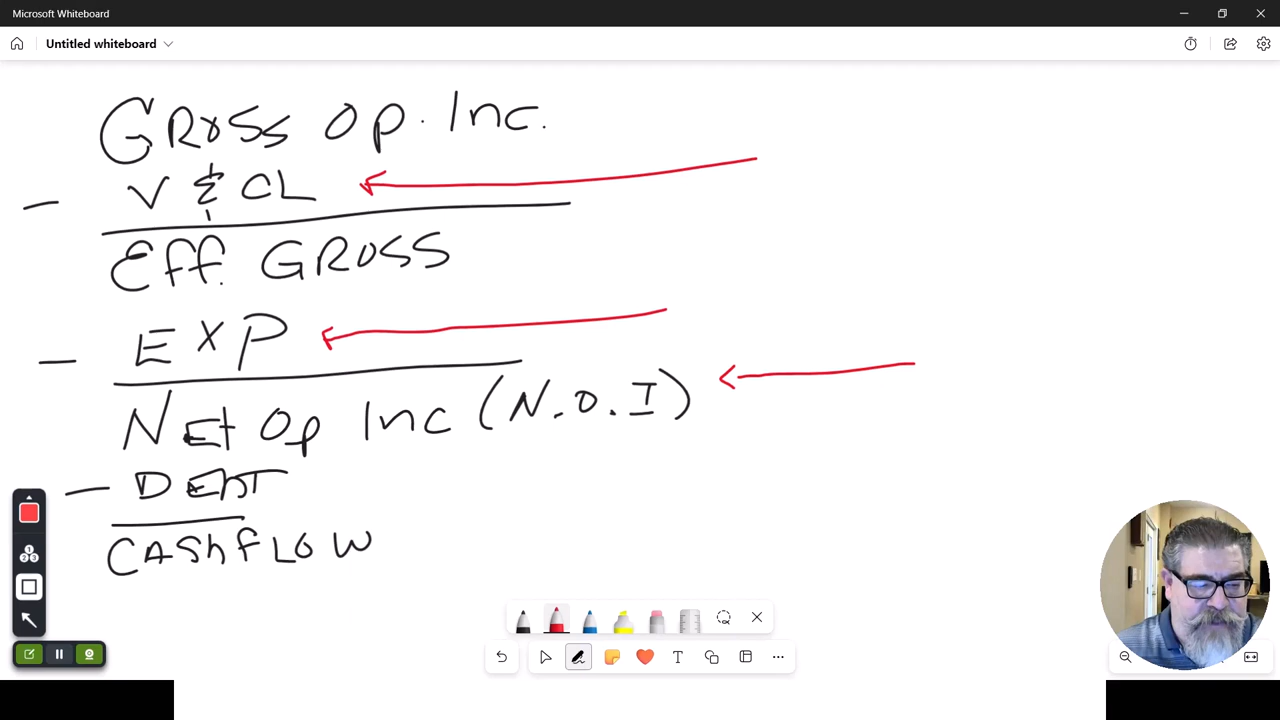 Microsoft Whiteboard
Untitled whiteboard
GROSS Op. Inc.
- V & CL
Eff. GROSS
- EXP
NEt Op Inc (N.O.I)
- DEbT
CAShFLOW